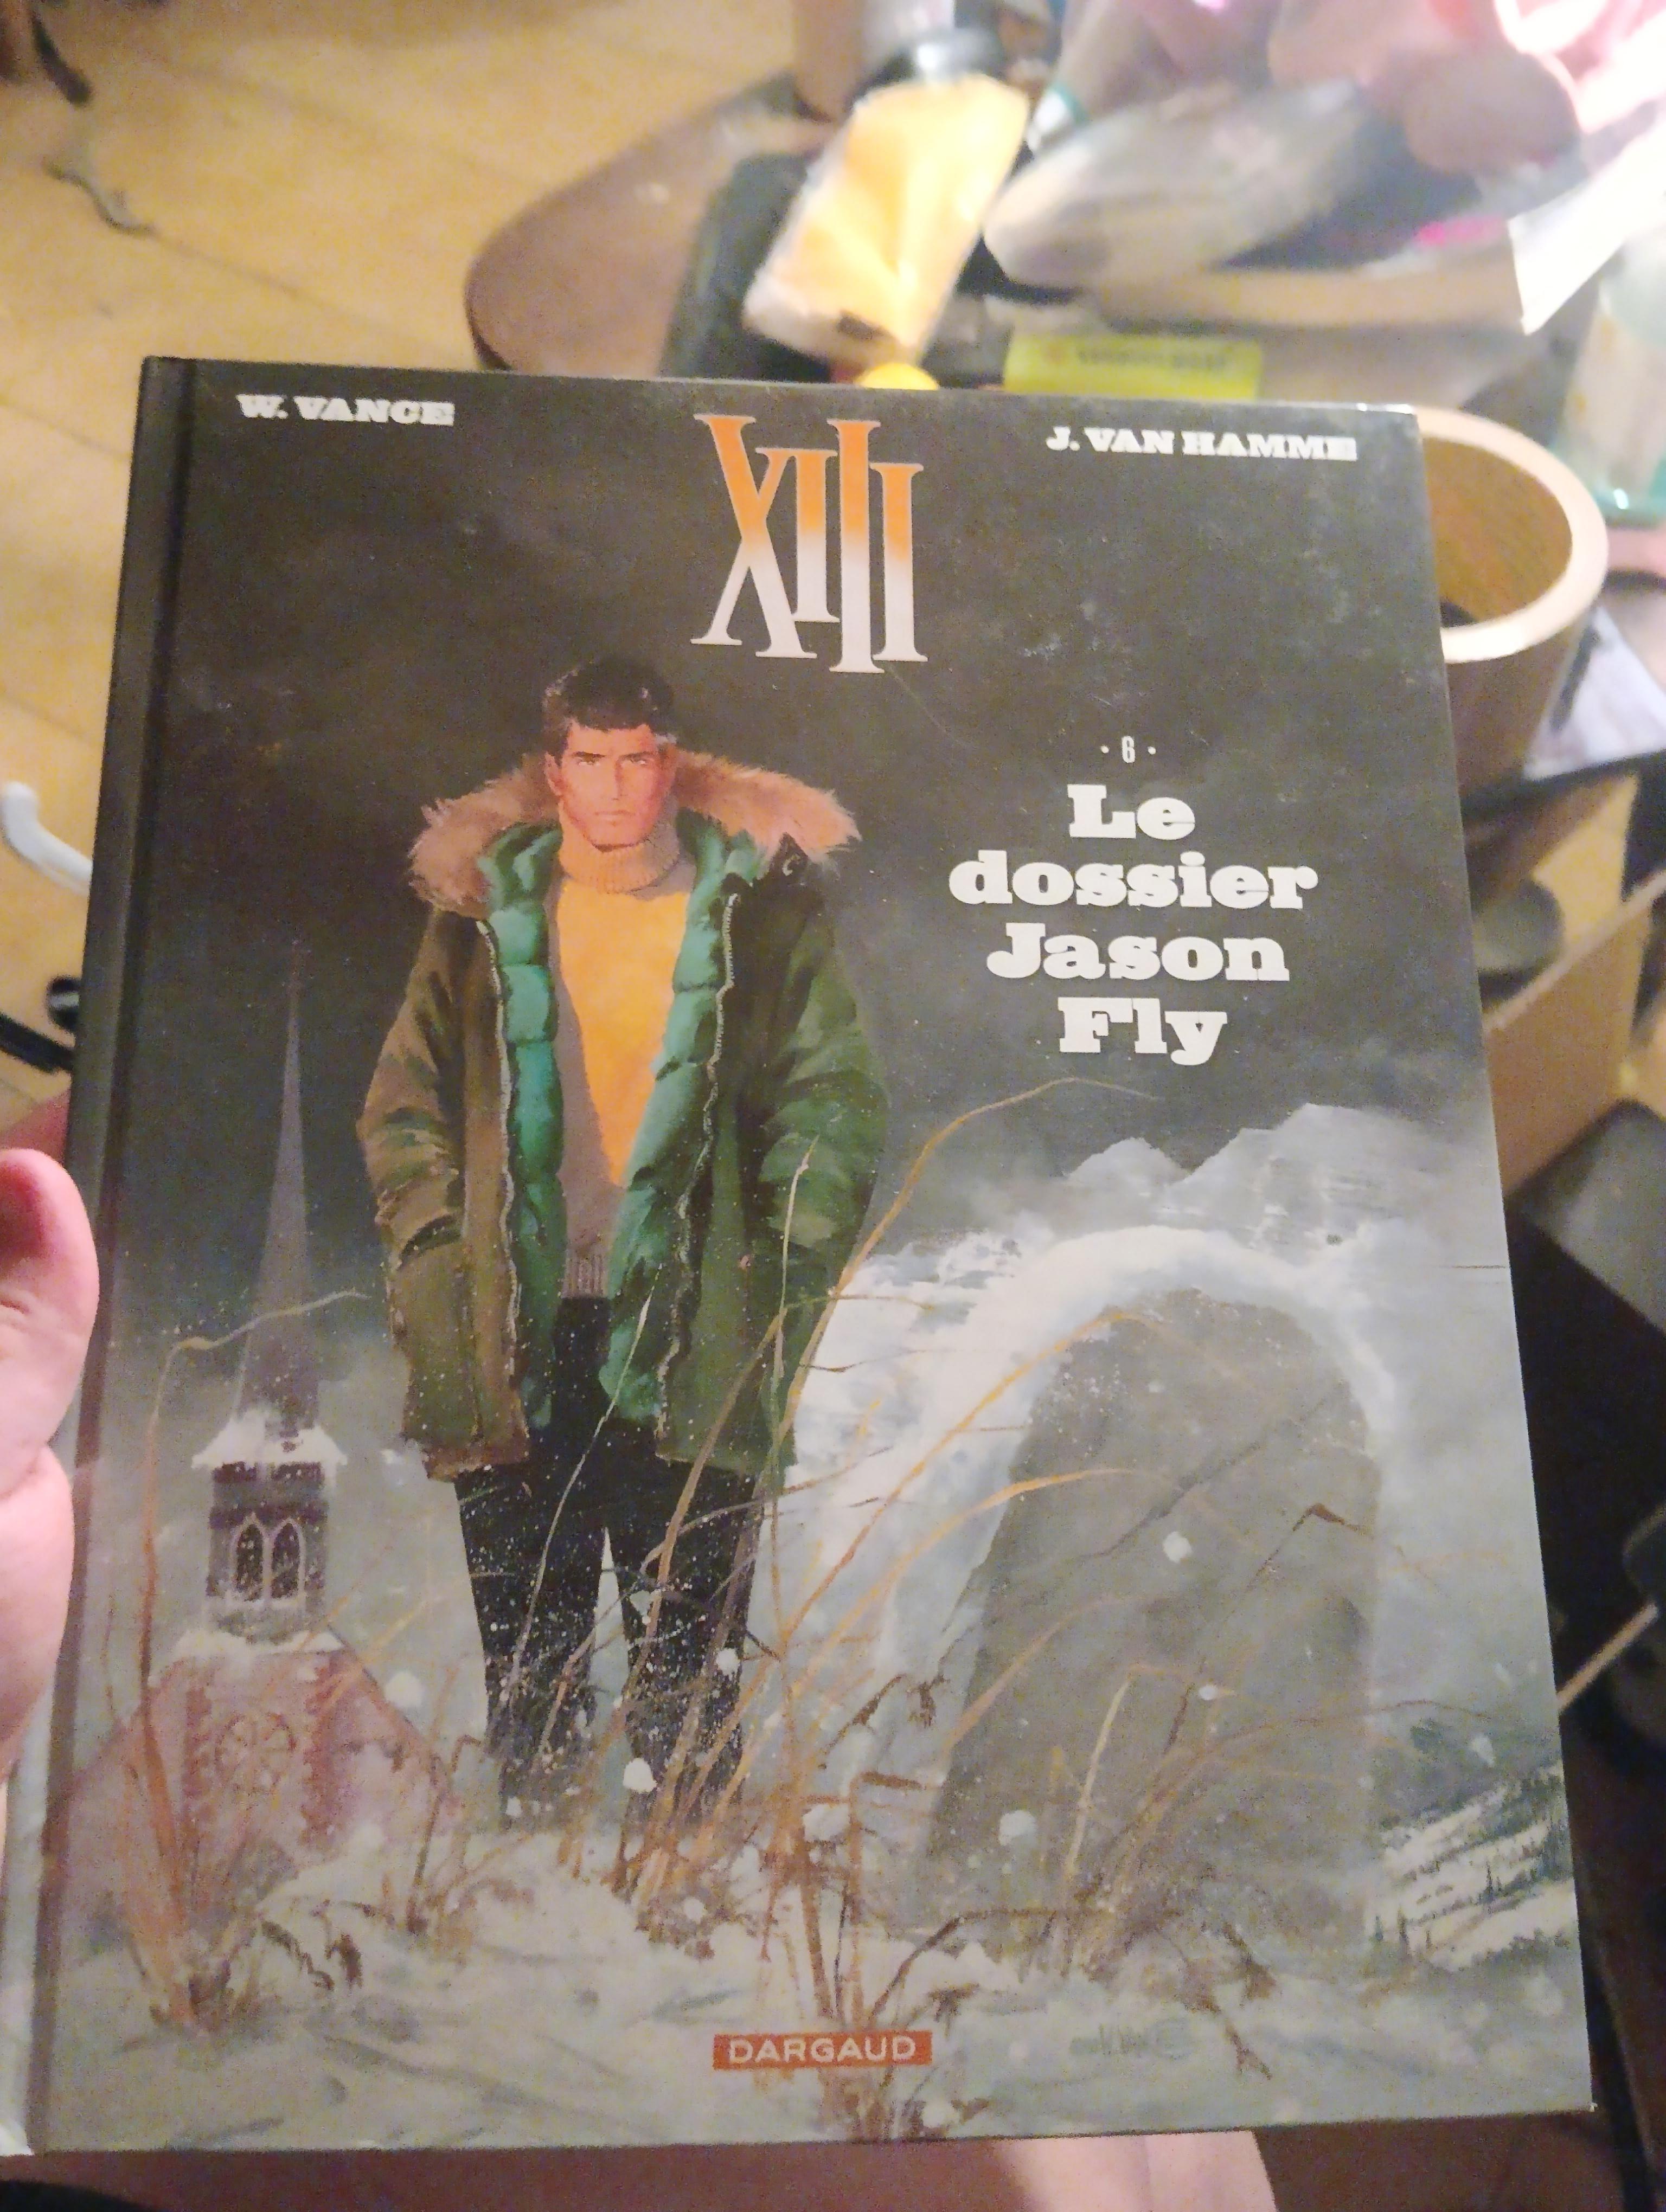 W. VANCE
XIII
J. VAN HAMME
· 6 ·
Le
dossier
Jason
Fly
DARGAUD